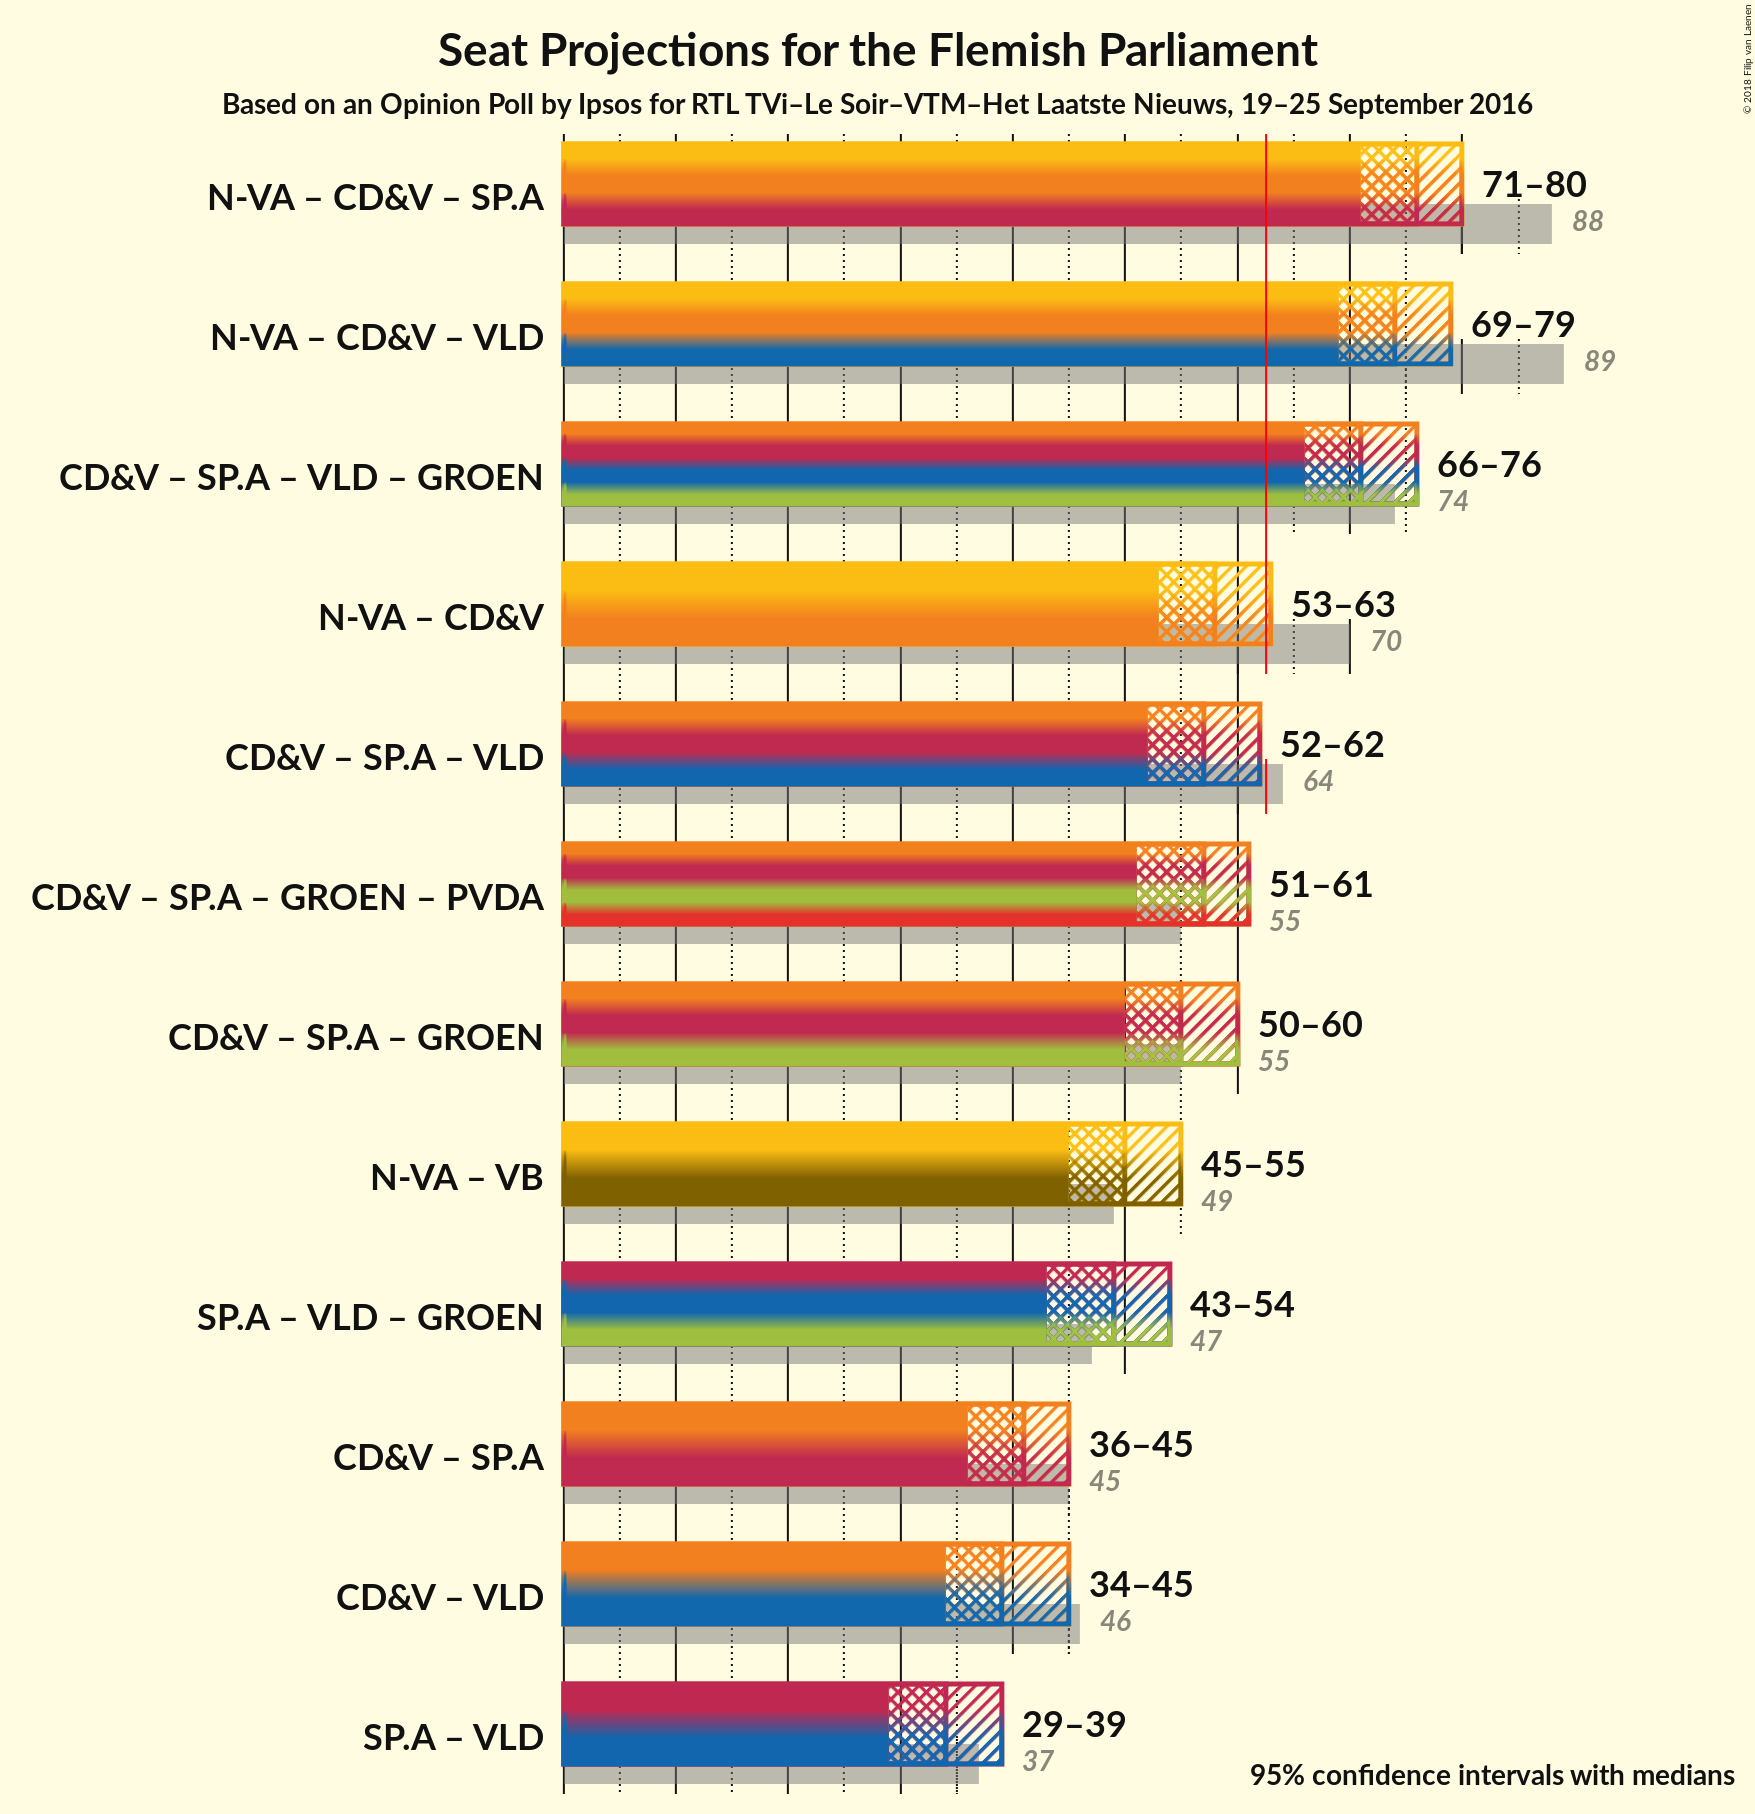 Seat Projections for the Flemish Parliament
Based on an Opinion Poll by Ipsos for RTL TVi–Le Soir–VTM–Het Laatste Nieuws, 19–25 September 2016
© 2018 Filip van Laenen
N-VA – CD&V – SP.A
71–80
88
N-VA – CD&V – VLD
69–79
89
CD&V – SP.A – VLD – GROEN
66–76
74
N-VA – CD&V
53–63
70
CD&V – SP.A – VLD
52–62
64
CD&V – SP.A – GROEN – PVDA
51–61
55
CD&V – SP.A – GROEN
50–60
55
N-VA – VB
45–55
49
SP.A – VLD – GROEN
43–54
47
CD&V – SP.A
36–45
45
CD&V – VLD
34–45
46
SP.A – VLD
29–39
37
95% confidence intervals with medians